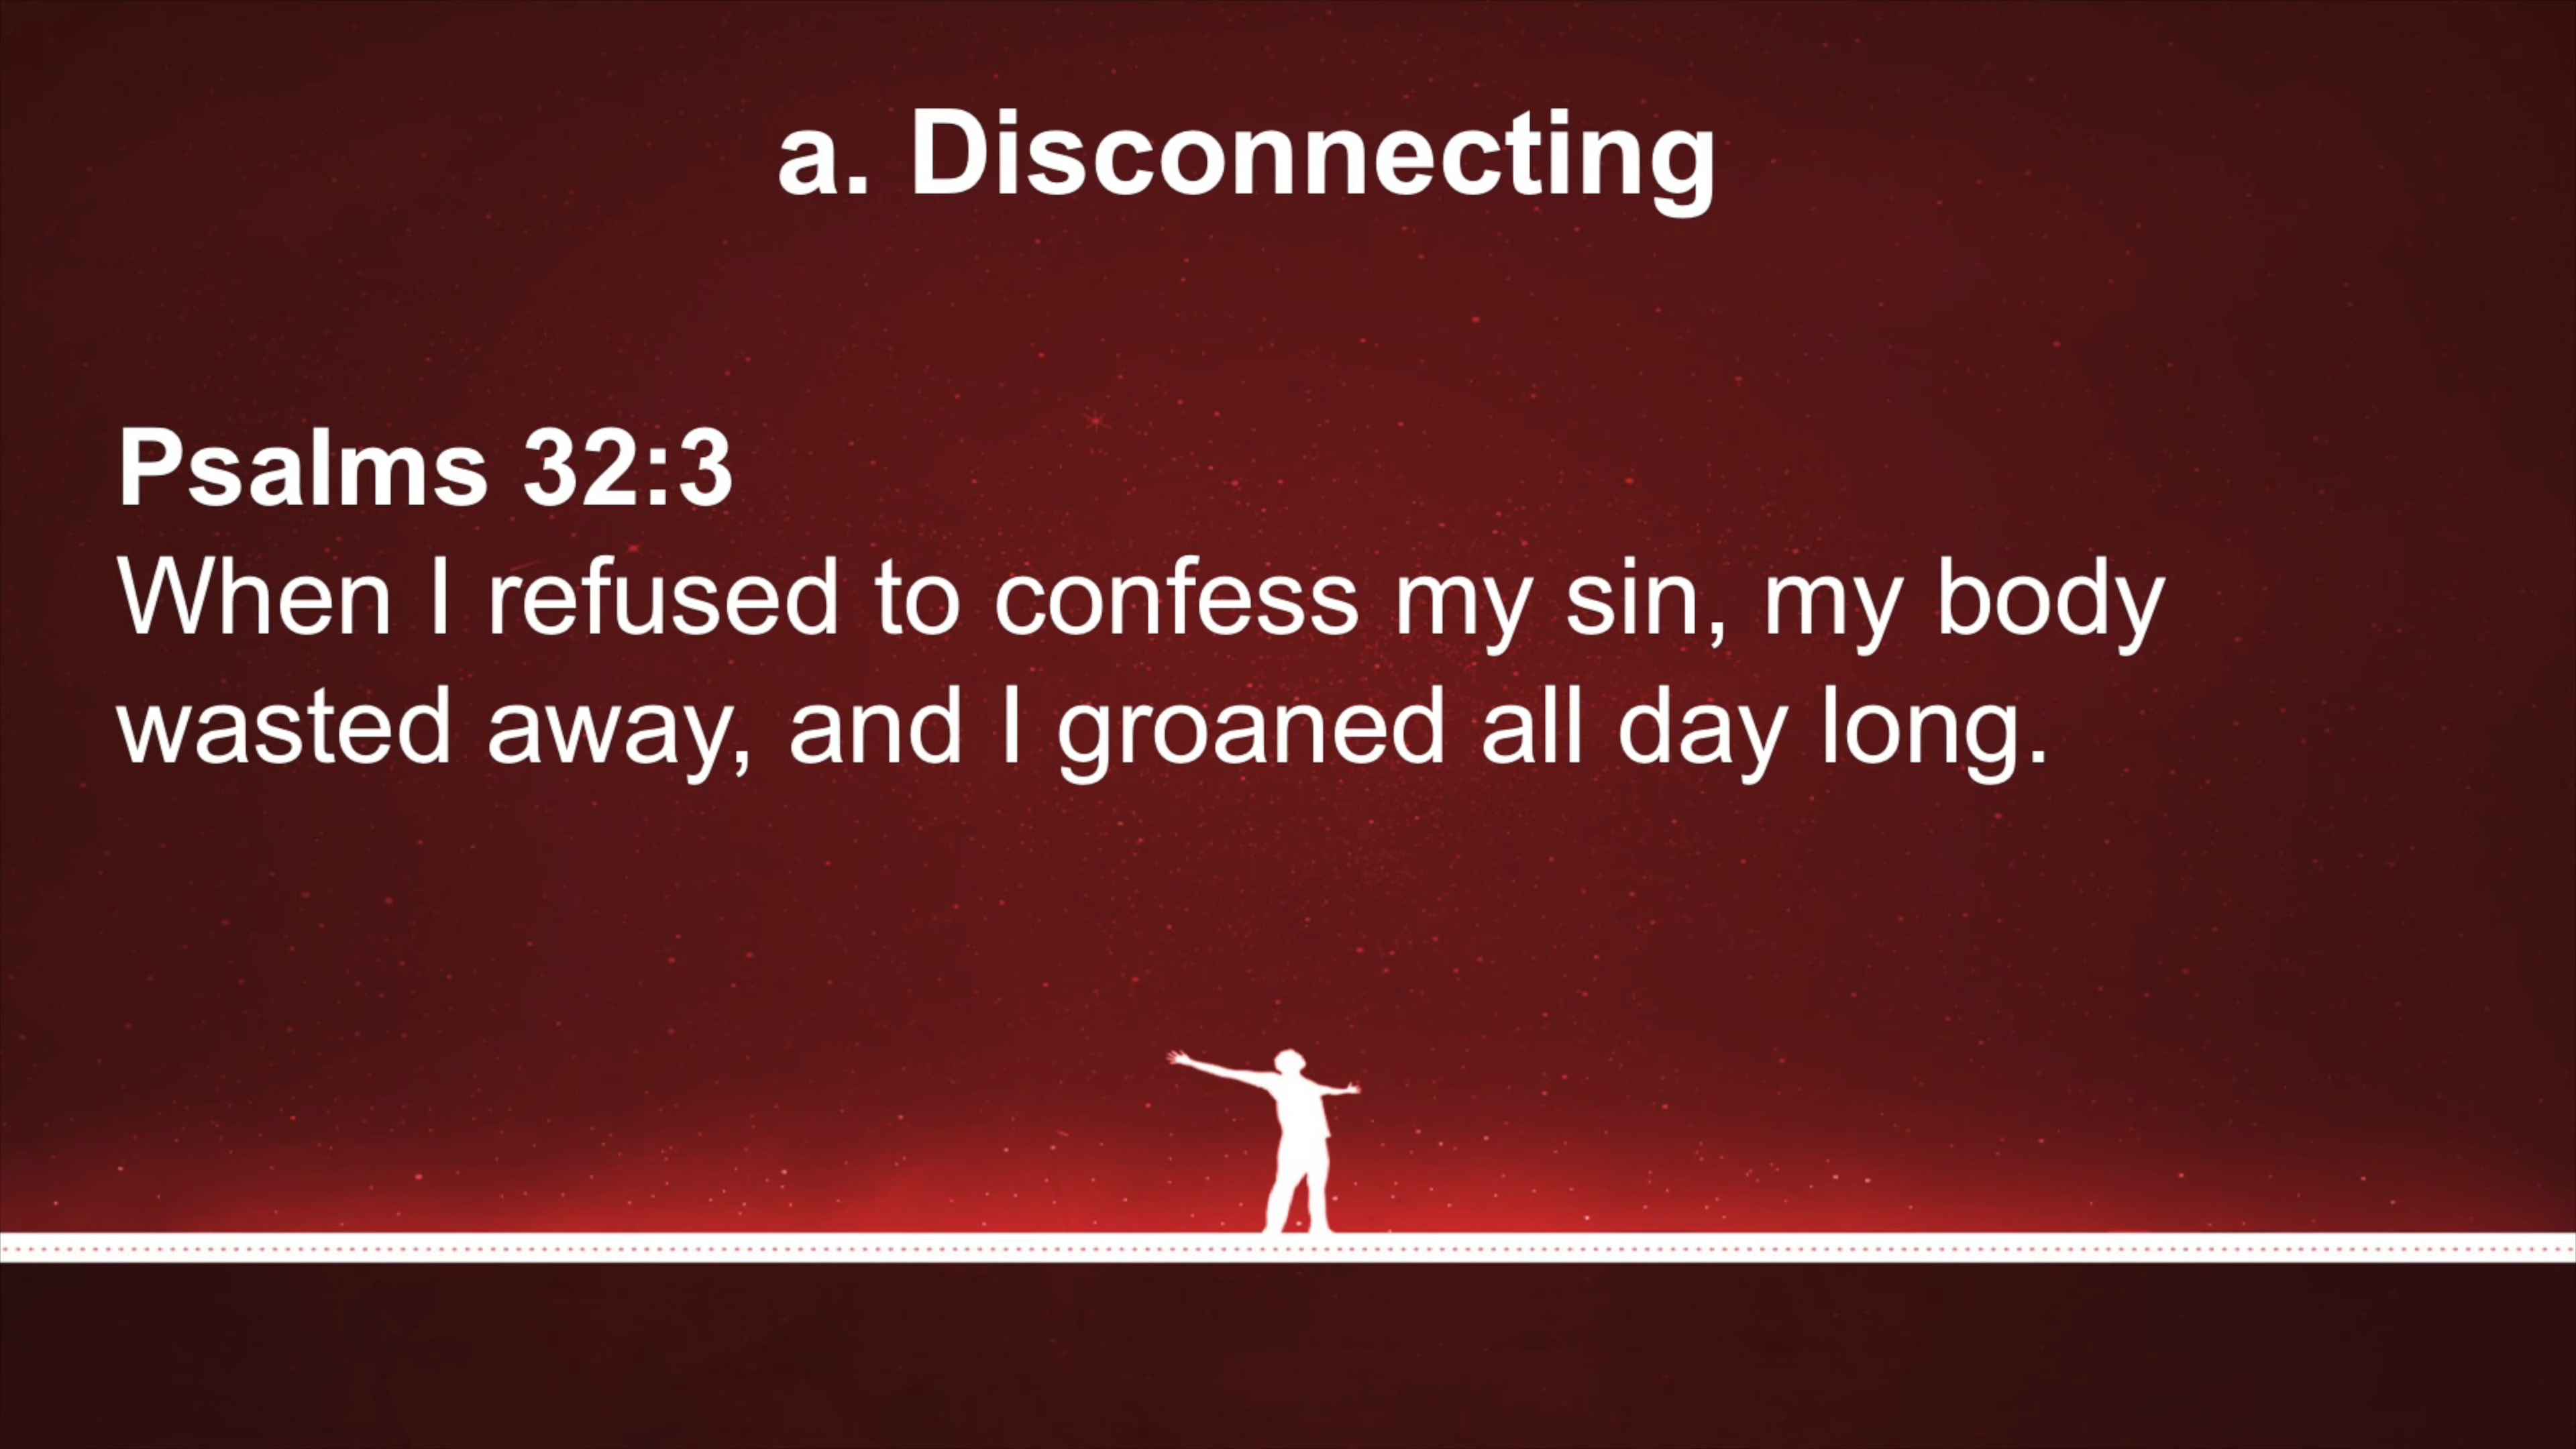 a. Disconnecting
Psalms 32:3
When I refused to confess my sin, my body
wasted away, and I groaned all day long.